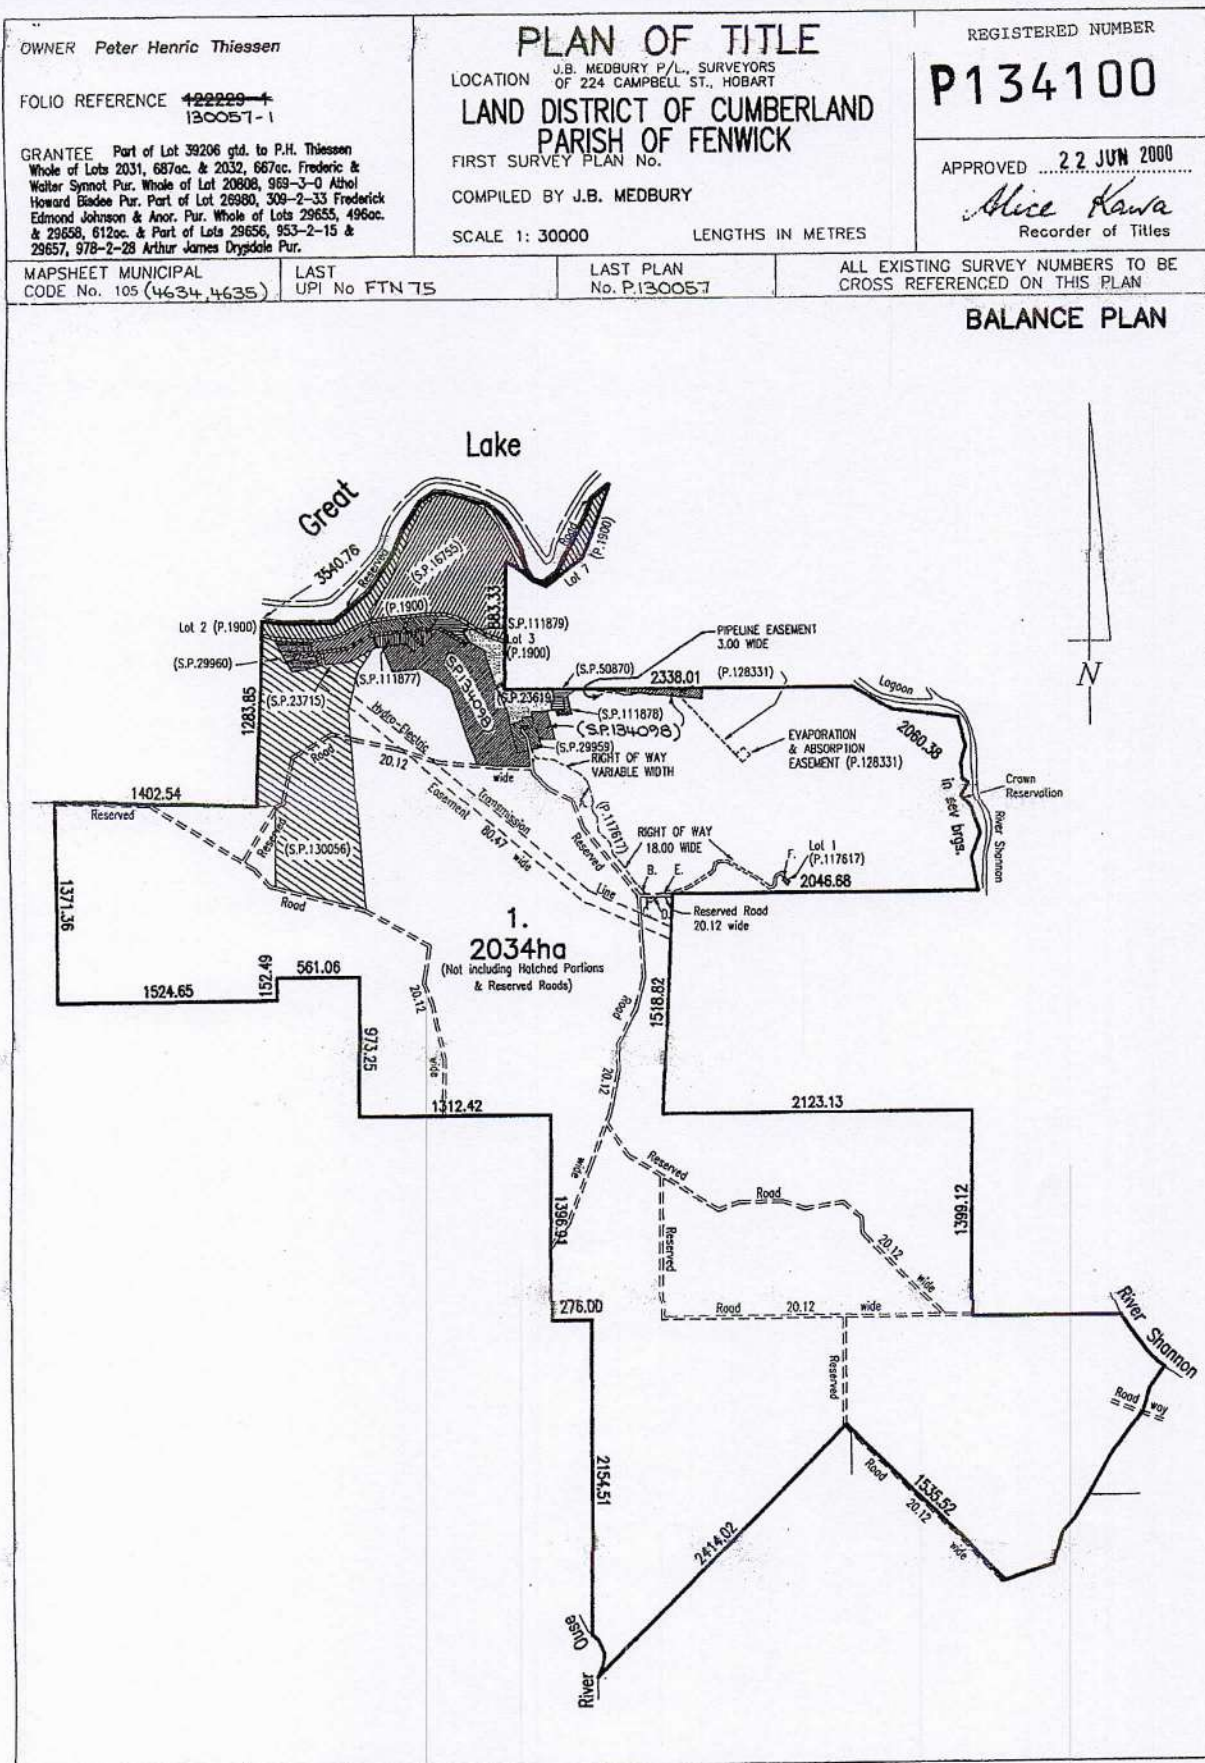 OWNER Peter Henric Thiessen
FOLIO REFERENCE 122229-1
130057-1
GRANTEE Part of Lot 39206 gtd. to P.H. Thiessen
Whole of Lots 2031, 687ac. & 2032, 667ac. Frederic &
Walter Synnot Pur. Whole of Lot 20808, 969-3-0 Athol
Howard Bisdee Pur. Part of Lot 26980, 309-2-33 Frederick
Edmond Johnson & Anor. Pur. Whole of Lots 29655, 496ac.
& 29658, 612ac. & Part of Lots 29656, 953-2-15 &
29657, 978-2-28 Arthur James Drysdale Pur.
PLAN OF TITLE
J.B. MEDBURY P/L., SURVEYORS
LOCATION OF 224 CAMPBELL ST., HOBART
LAND DISTRICT OF CUMBERLAND
PARISH OF FENWICK
FIRST SURVEY PLAN No.
COMPILED BY J.B. MEDBURY
SCALE 1: 30000 LENGTHS IN METRES
REGISTERED NUMBER
P134100
APPROVED 22 JUN 2000
Alice Kawa
Recorder of Titles
MAPSHEET MUNICIPAL
CODE No. 105 (4634,4635)
LAST
UPI No FTN 75
LAST PLAN
No. P.130057
ALL EXISTING SURVEY NUMBERS TO BE
CROSS REFERENCED ON THIS PLAN
BALANCE PLAN
Great
Lake
3540.76
Reserved
(S.P.16755)
Road
(P.1900)
Lot 7
(P.1900)
883.33
Lot 2 (P.1900)
(S.P.111879)
Lot 3
(P.1900)
(S.P.29960)
(S.P.111877)
(S.P.23715)
S.P.134098
(S.P.50870)
(S.P.23619)
PIPELINE EASEMENT
3.00 WIDE
2338.01
(P.128331)
(S.P.111878)
(S.P.134098)
(S.P.29959)
Lagoon
2060.38
in sev brgs.
Crown
Reservation
River Shannon
EVAPORATION
& ABSORPTION
EASEMENT (P.128331)
RIGHT OF WAY
VARIABLE WIDTH
1283.85
Road
20.12
wide
Hydro-Electric
Transmission
Line
Easement
80.47
wide
1402.54
Reserved
Reserved
(S.P.130056)
Road
(P.117617)
Reserved
RIGHT OF WAY
18.00 WIDE
B.
E.
F.
Lot 1
(P.117617)
2046.68
D.
Reserved Road
20.12 wide
1371.36
1.
2034ha
(Not including Hatched Portions
& Reserved Roads)
1524.65
152.49
561.06
973.25
20.12
wide
1312.42
1518.82
Road
20.12
wide
2123.13
1399.12
1396.91
Reserved
Road
20.12
wide
Reserved
Road
20.12
wide
276.00
Reserved
River Shannon
Road way
2154.51
2414.02
Road
20.12
wide
1535.52
River
Ouse
N